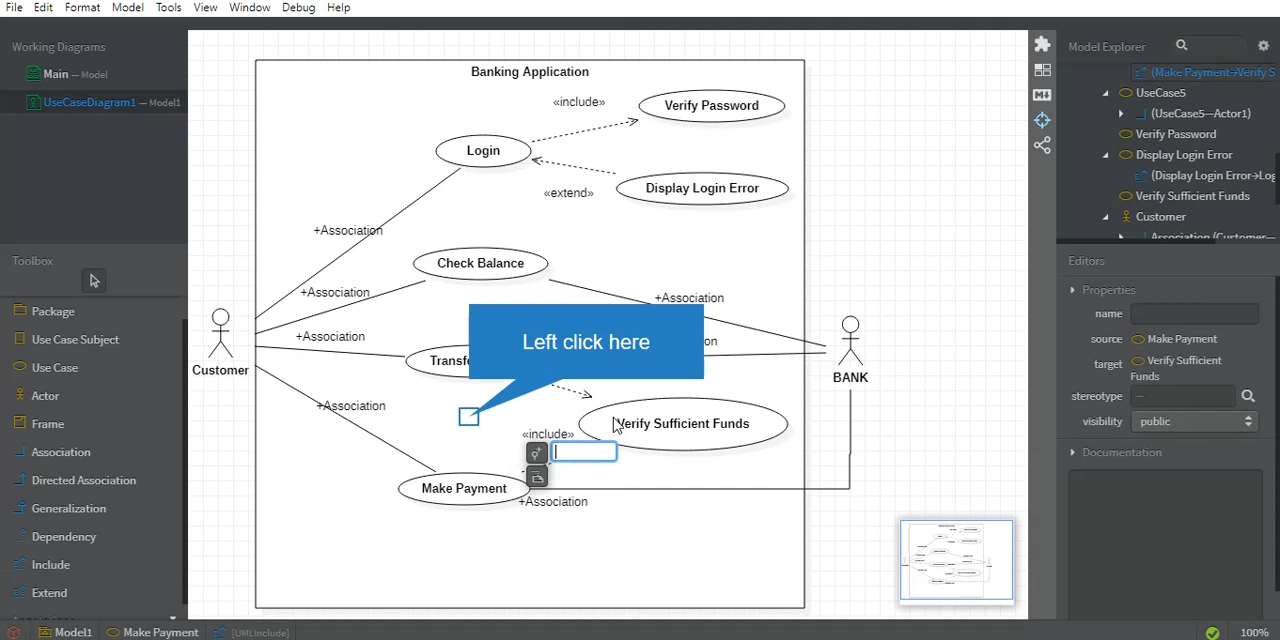 File Edit Format Model Tools View Window Debug Help
Working Diagrams
Main — Model
UseCaseDiagram1 — Model1
Toolbox
Package
Use Case Subject
Use Case
Actor
Frame
Association
Directed Association
Generalization
Dependency
Include
Extend
Banking Application
«include»
Verify Password
Login
«extend»
Display Login Error
+Association
Check Balance
+Association
+Association
+Association
Left click here
Transfe
on
Customer
BANK
+Association
Verify Sufficient Funds
«include»
Make Payment
+Association
Model Explorer
(Make Payment→Verify S
UseCase5
(UseCase5—Actor1)
Verify Password
Display Login Error
(Display Login Error→Log
Verify Sufficient Funds
Customer
Association (Customer—
Editors
Properties
name
source Make Payment
target Verify Sufficient
Funds
stereotype —
visibility public
Documentation
Model1 Make Payment [UMLInclude]
100%